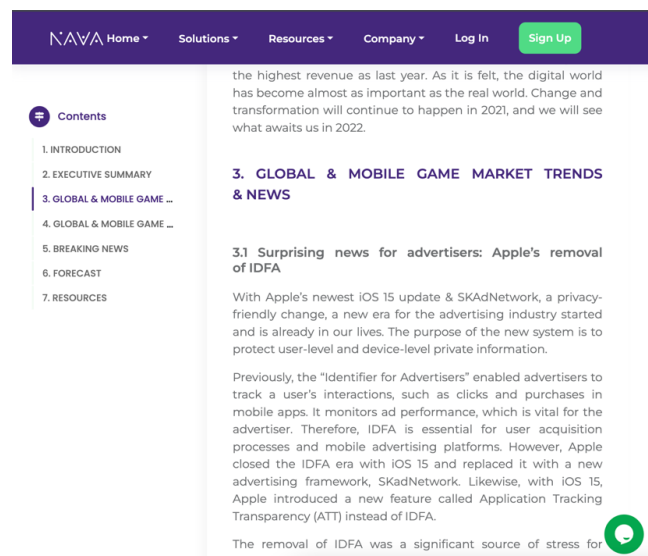 NAVA Home Solutions Resources Company Log In Sign Up
Contents
1. INTRODUCTION
2. EXECUTIVE SUMMARY
3. GLOBAL & MOBILE GAME ...
4. GLOBAL & MOBILE GAME ...
5. BREAKING NEWS
6. FORECAST
7. RESOURCES
the highest revenue as last year. As it is felt, the digital world
has become almost as important as the real world. Change and
transformation will continue to happen in 2021, and we will see
what awaits us in 2022.
3. GLOBAL & MOBILE GAME MARKET TRENDS
& NEWS
3.1 Surprising news for advertisers: Apple's removal
of IDFA
With Apple's newest iOS 15 update & SKAdNetwork, a privacy-
friendly change, a new era for the advertising industry started
and is already in our lives. The purpose of the new system is to
protect user-level and device-level private information.
Previously, the "Identifier for Advertisers" enabled advertisers to
track a user's interactions, such as clicks and purchases in
mobile apps. It monitors ad performance, which is vital for the
advertiser. Therefore, IDFA is essential for user acquisition
processes and mobile advertising platforms. However, Apple
closed the IDFA era with iOS 15 and replaced it with a new
advertising framework, SKadNetwork. Likewise, with iOS 15,
Apple introduced a new feature called Application Tracking
Transparency (ATT) instead of IDFA.
The removal of IDFA was a significant source of stress for